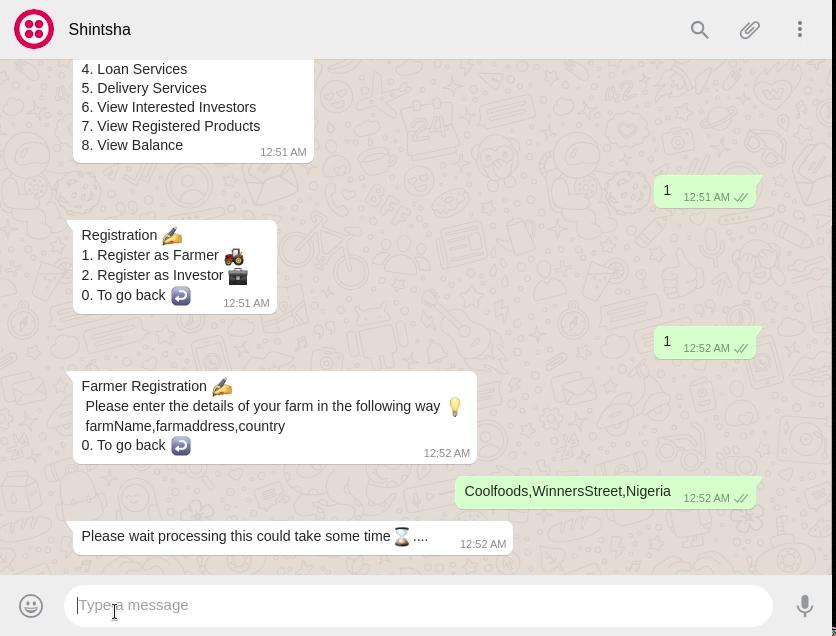 Shintsha
4. Loan Services
5. Delivery Services
6. View Interested Investors
7. View Registered Products
8. View Balance
12:51 AM
1
12:51 AM
Registration
1. Register as Farmer
2. Register as Investor
0. To go back
12:51 AM
1
12:52 AM
Farmer Registration
Please enter the details of your farm in the following way
farmName,farmaddress,country
0. To go back
12:52 AM
Coolfoods,WinnersStreet,Nigeria
12:52 AM
Please wait processing this could take some time ....
12:52 AM
Type a message